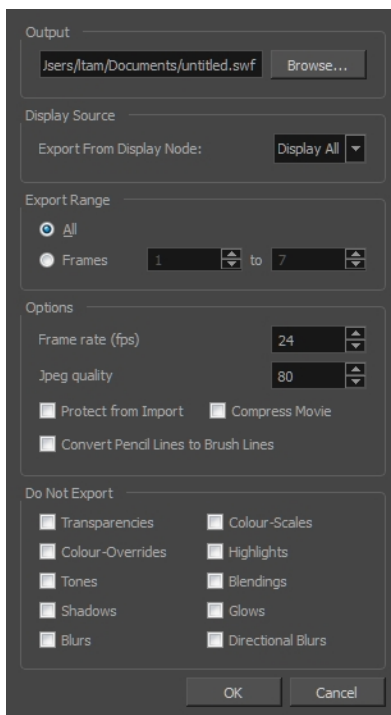 Output
Jsers/ltam/Documents/untitled.swf Browse...
Display Source
Export From Display Node: Display All
Export Range
All
Frames 1 to 7
Options
Frame rate (fps) 24
Jpeg quality 80
Protect from Import Compress Movie
Convert Pencil Lines to Brush Lines
Do Not Export
Transparencies Colour-Scales
Colour-Overrides Highlights
Tones Blendings
Shadows Glows
Blurs Directional Blurs
OK Cancel